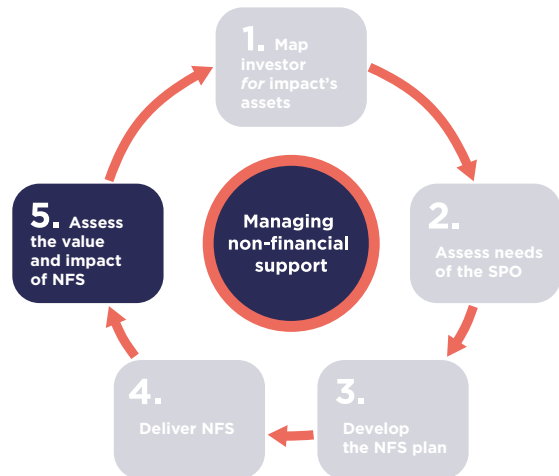 1. Map
investor
for impact's
assets
2.
Assess needs
of the SPO
3.
Develop
the NFS plan
4.
Deliver NFS
5. Assess
the value
and impact
of NFS
Managing
non-financial
support